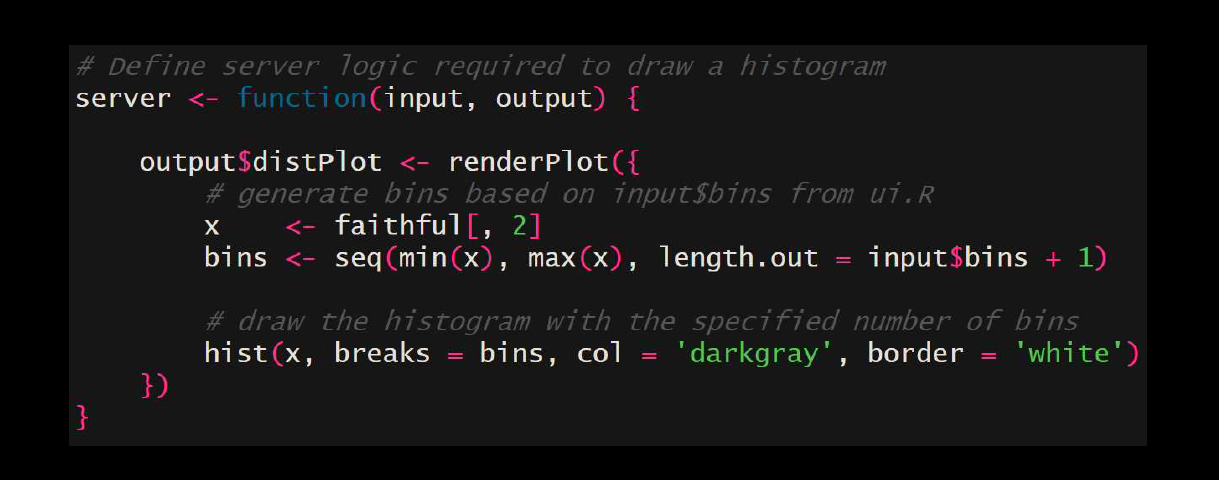 # Define server logic required to draw a histogram
server <- function(input, output) {
    output$distPlot <- renderPlot({
        # generate bins based on input$bins from ui.R
        x    <- faithful[, 2]
        bins <- seq(min(x), max(x), length.out = input$bins + 1)
        # draw the histogram with the specified number of bins
        hist(x, breaks = bins, col = 'darkgray', border = 'white')
    })
}